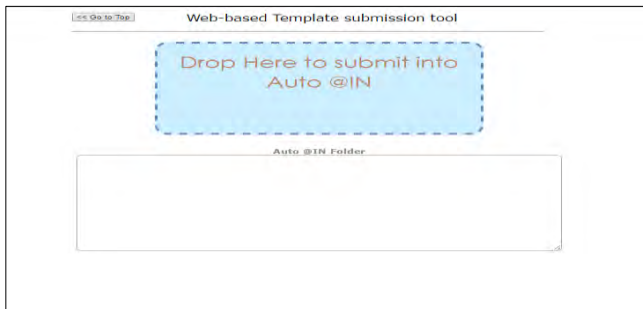 << Go to Top
Web-based Template submission tool
Drop Here to submit into
Auto @IN
Auto @IN Folder